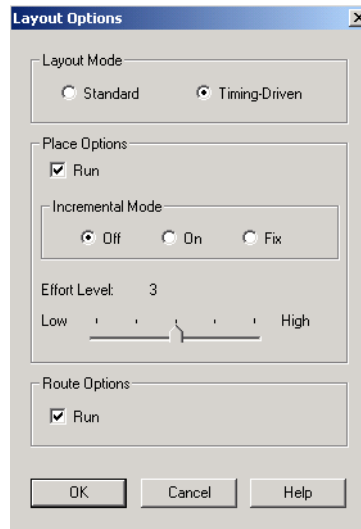 Layout Options
Layout Mode
Standard Timing-Driven
Place Options
Run
Incremental Mode
Off On Fix
Effort Level: 3
Low High
Route Options
Run
OK Cancel Help